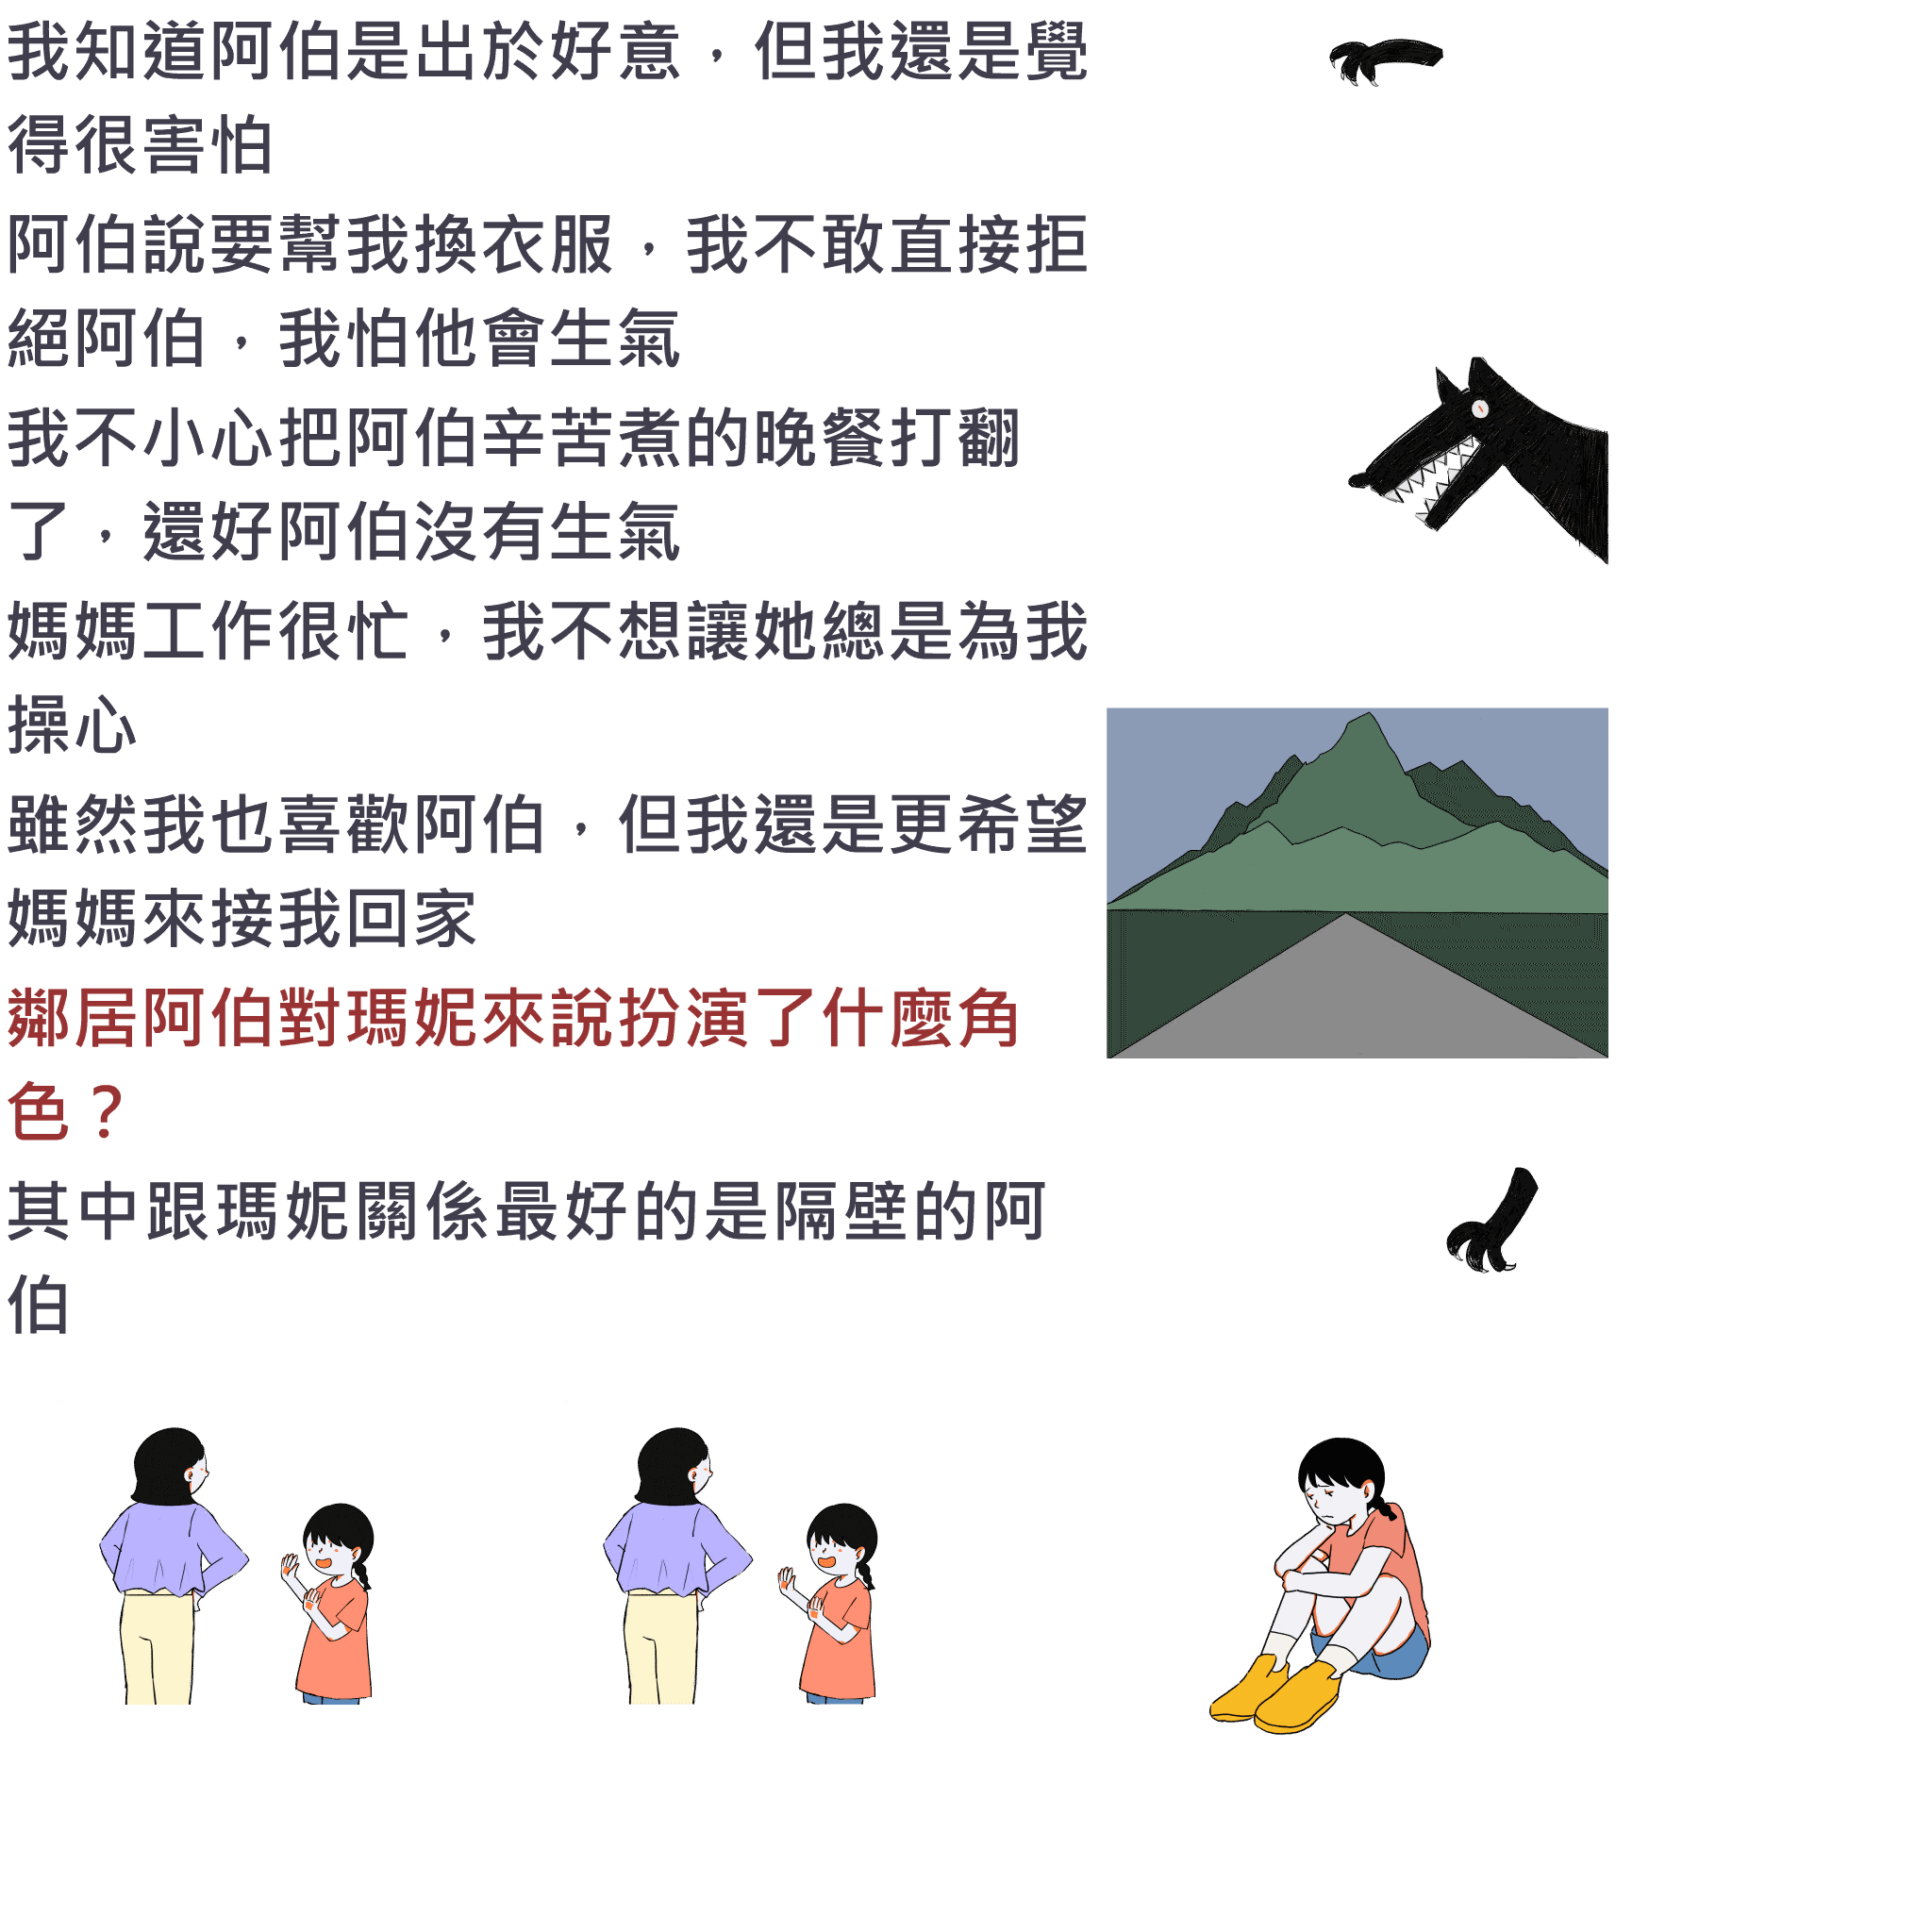 我知道阿伯是出於好意，但我還是覺
得很害怕
阿伯說要幫我換衣服，我不敢直接拒
絕阿伯，我怕他會生氣
我不小心把阿伯辛苦煮的晚餐打翻
了，還好阿伯沒有生氣
媽媽工作很忙，我不想讓她總是為我
操心
雖然我也喜歡阿伯，但我還是更希望
媽媽來接我回家
鄰居阿伯對瑪妮來說扮演了什麼角
色？
其中跟瑪妮關係最好的是隔壁的阿
伯